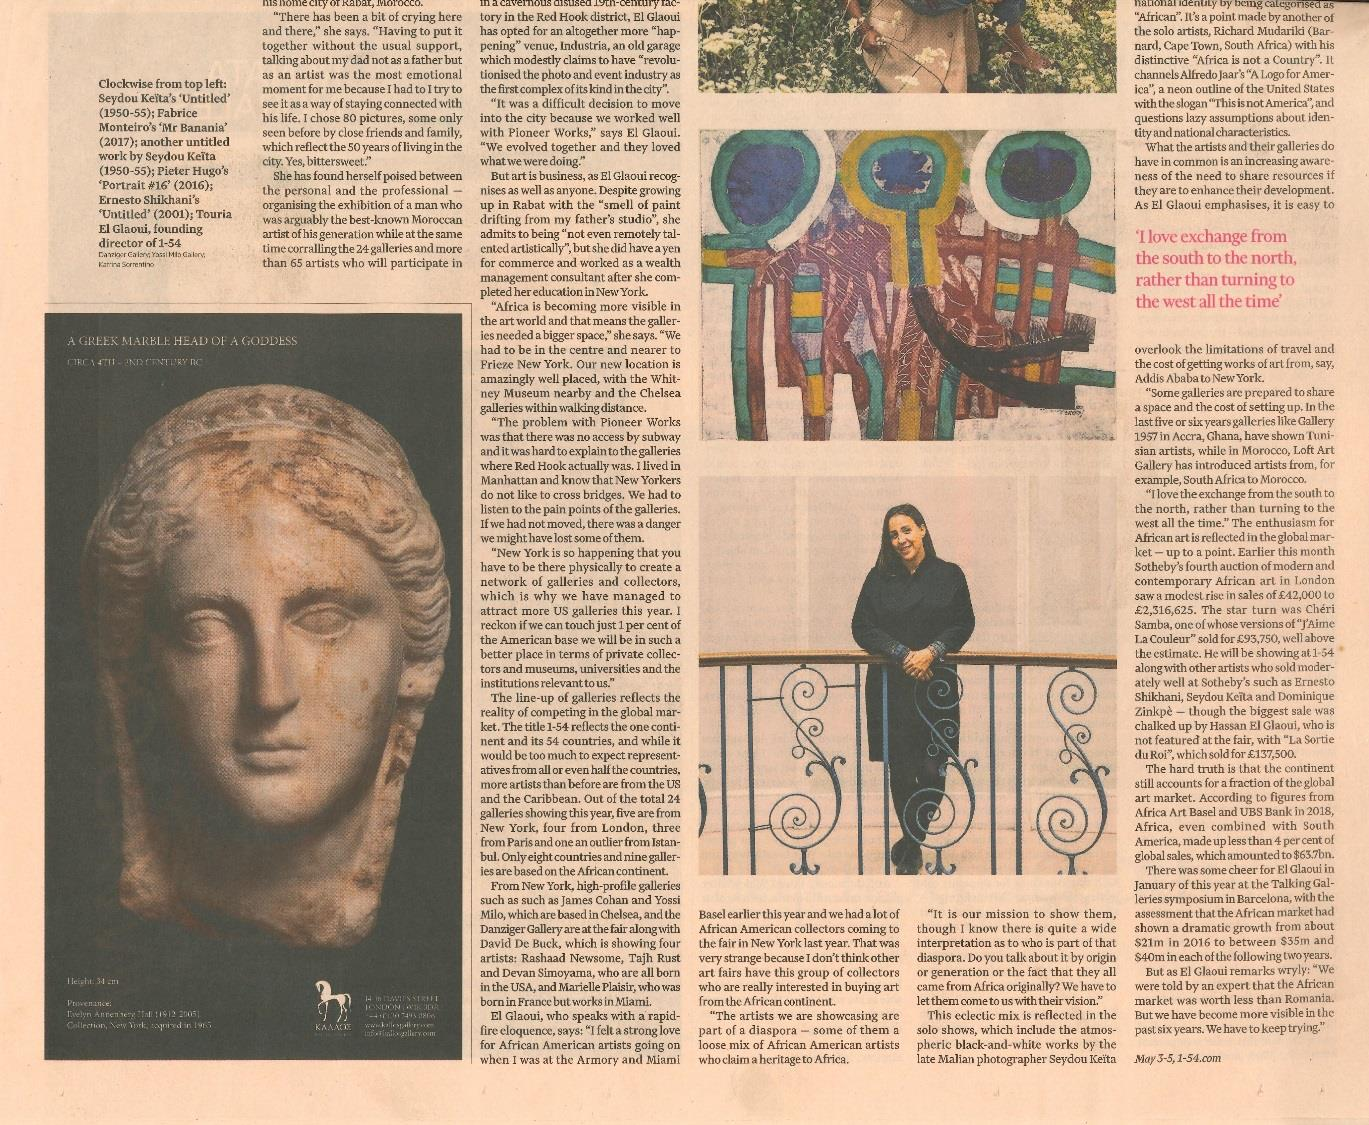 his home city of Rabat, Morocco.
"There has been a bit of crying here
and there," she says. "Having to put it
together without the usual support,
talking about my dad not as a father but
as an artist was the most emotional
moment for me because I had to I try to
see it as a way of staying connected with
his life. I chose 80 pictures, some only
seen before by close friends and family,
which reflect the 50 years of living in the
city. Yes, bittersweet."
She has found herself poised between
the personal and the professional —
organising the exhibition of a man who
was arguably the best-known Moroccan
artist of his generation while at the same
time corralling the 24 galleries and more
than 65 artists who will participate in
Clockwise from top left:
Seydou Keïta's 'Untitled'
(1950-55); Fabrice
Monteiro's 'Mr Banania'
(2017); another untitled
work by Seydou Keïta
(1950-55); Pieter Hugo's
'Portrait #16' (2016);
Ernesto Shikhani's
'Untitled' (2001); Touria
El Glaoui, founding
director of 1-54
Danziger Gallery; Yossi Milo Gallery;
Katrina Sorrentino
A GREEK MARBLE HEAD OF A GODDESS
CIRCA 4TH - 2ND CENTURY BC
Height: 34 cm
Provenance:
Evelyn Annenberg Hall (1912-2005)
Collection, New York, acquired in 1965
ΚΑΛΛΟΣ
14-16 DAVIES STREET
LONDON W1K 3DR
www.kallosgallery.com
info@kallosgallery.com
in a cavernous disused 19th-century fac-
tory in the Red Hook district, El Glaoui
has opted for an altogether more "hap-
pening" venue, Industria, an old garage
which modestly claims to have "revolu-
tionised the photo and event industry as
the first complex of its kind in the city".
"It was a difficult decision to move
into the city because we worked well
with Pioneer Works," says El Glaoui.
"We evolved together and they loved
what we were doing."
But art is business, as El Glaoui recog-
nises as well as anyone. Despite growing
up in Rabat with the "smell of paint
drifting from my father's studio", she
admits to being "not even remotely tal-
ented artistically", but she did have a yen
for commerce and worked as a wealth
management consultant after she com-
pleted her education in New York.
"Africa is becoming more visible in
the art world and that means the galler-
ies needed a bigger space," she says. "We
had to be in the centre and nearer to
Frieze New York. Our new location is
amazingly well placed, with the Whit-
ney Museum nearby and the Chelsea
galleries within walking distance.
"The problem with Pioneer Works
was that there was no access by subway
and it was hard to explain to the galleries
where Red Hook actually was. I lived in
Manhattan and know that New Yorkers
do not like to cross bridges. We had to
listen to the pain points of the galleries.
If we had not moved, there was a danger
we might have lost some of them.
"New York is so happening that you
have to be there physically to create a
network of galleries and collectors,
which is why we have managed to
attract more US galleries this year. I
reckon if we can touch just 1 per cent of
the American base we will be in such a
better place in terms of private collec-
tors and museums, universities and the
institutions relevant to us."
The line-up of galleries reflects the
reality of competing in the global mar-
ket. The title 1-54 reflects the one conti-
nent and its 54 countries, and while it
would be too much to expect represent-
atives from all or even half the countries,
more artists than before are from the US
and the Caribbean. Out of the total 24
galleries showing this year, five are from
New York, four from London, three
from Paris and one an outlier from Istan-
bul. Only eight countries and nine galler-
ies are based on the African continent.
From New York, high-profile galleries
such as such as James Cohan and Yossi
Milo, which are based in Chelsea, and the
Danziger Gallery are at the fair along with
David De Buck, which is showing four
artists: Rashaad Newsome, Tajh Rust
and Devan Simoyama, who are all born
in the USA, and Marielle Plaisir, who was
born in France but works in Miami.
El Glaoui, who speaks with a rapid-
fire eloquence, says: "I felt a strong love
for African American artists going on
when I was at the Armory and Miami
Basel earlier this year and we had a lot of
African American collectors coming to
the fair in New York last year. That was
very strange because I don't think other
art fairs have this group of collectors
who are really interested in buying art
from the African continent.
"The artists we are showcasing are
part of a diaspora — some of them a
loose mix of African American artists
who claim a heritage to Africa.
"It is our mission to show them,
though I know there is quite a wide
interpretation as to who is part of that
diaspora. Do you talk about it by origin
or generation or the fact that they all
came from Africa originally? We have to
let them come to us with their vision."
This eclectic mix is reflected in the
solo shows, which include the atmos-
pheric black-and-white works by the
late Malian photographer Seydou Keïta
national identity by being categorised as
"African". It's a point made by another of
the solo artists, Richard Mudariki (Bar-
nard, Cape Town, South Africa) with his
distinctive "Africa is not a Country". It
channels Alfredo Jaar's "A Logo for Amer-
ica", a neon outline of the United States
with the slogan "This is not America", and
questions lazy assumptions about iden-
tity and national characteristics.
What the artists and their galleries do
have in common is an increasing aware-
ness of the need to share resources if
they are to enhance their development.
As El Glaoui emphasises, it is easy to
'I love exchange from
the south to the north,
rather than turning to
the west all the time'
overlook the limitations of travel and
the cost of getting works of art from, say,
Addis Ababa to New York.
"Some galleries are prepared to share
a space and the cost of setting up. In the
last five or six years galleries like Gallery
1957 in Accra, Ghana, have shown Tuni-
sian artists, while in Morocco, Loft Art
Gallery has introduced artists from, for
example, South Africa to Morocco.
"I love the exchange from the south to
the north, rather than turning to the
west all the time." The enthusiasm for
African art is reflected in the global mar-
ket — up to a point. Earlier this month
Sotheby's fourth auction of modern and
contemporary African art in London
saw a modest rise in sales of £42,000 to
£2,316,625. The star turn was Chéri
Samba, one of whose versions of "J'Aime
La Couleur" sold for £93,750, well above
the estimate. He will be showing at 1-54
along with other artists who sold moder-
ately well at Sotheby's such as Ernesto
Shikhani, Seydou Keïta and Dominique
Zinkpè — though the biggest sale was
chalked up by Hassan El Glaoui, who is
not featured at the fair, with "La Sortie
du Roi", which sold for £137,500.
The hard truth is that the continent
still accounts for a fraction of the global
art market. According to figures from
Africa Art Basel and UBS Bank in 2018,
Africa, even combined with South
America, made up less than 4 per cent of
global sales, which amounted to $63.7bn.
There was some cheer for El Glaoui in
January of this year at the Talking Gal-
leries symposium in Barcelona, with the
assessment that the African market had
shown a dramatic growth from about
$21m in 2016 to between $35m and
$40m in each of the following two years.
But as El Glaoui remarks wryly: "We
were told by an expert that the African
market was worth less than Romania.
But we have become more visible in the
past six years. We have to keep trying."
May 3-5, 1-54.com